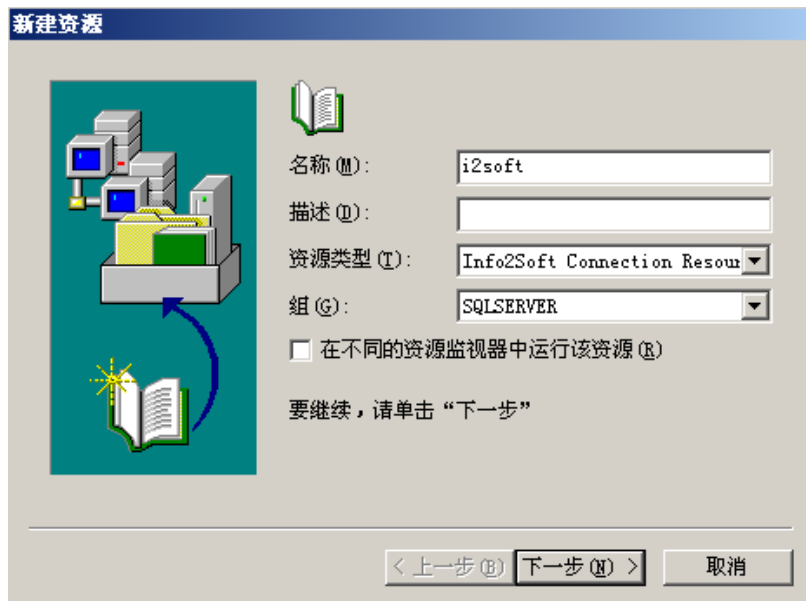 新建资源
名称(M): i2soft
描述(D):
资源类型(T): Info2Soft Connection Resour
组(G): SQLSERVER
在不同的资源监视器中运行该资源(R)
要继续，请单击“下一步”
< 上一步(B) 下一步(N) > 取消